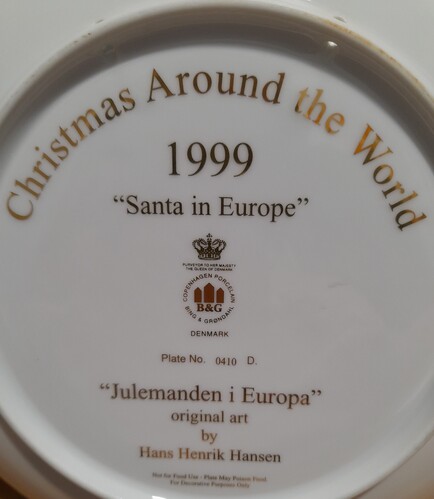 Christmas Around the World
1999
“Santa in Europe”
PURVEYOR TO HER MAJESTY
THE QUEEN OF DENMARK
COPENHAGEN PORCELAIN
B&G
BING & GRØNDAHL
DENMARK
Plate No. 0410 D.
“Julemanden i Europa”
original art
by
Hans Henrik Hansen
Not for Food Use - Plate May Poison Food
For Decorative Purposes Only